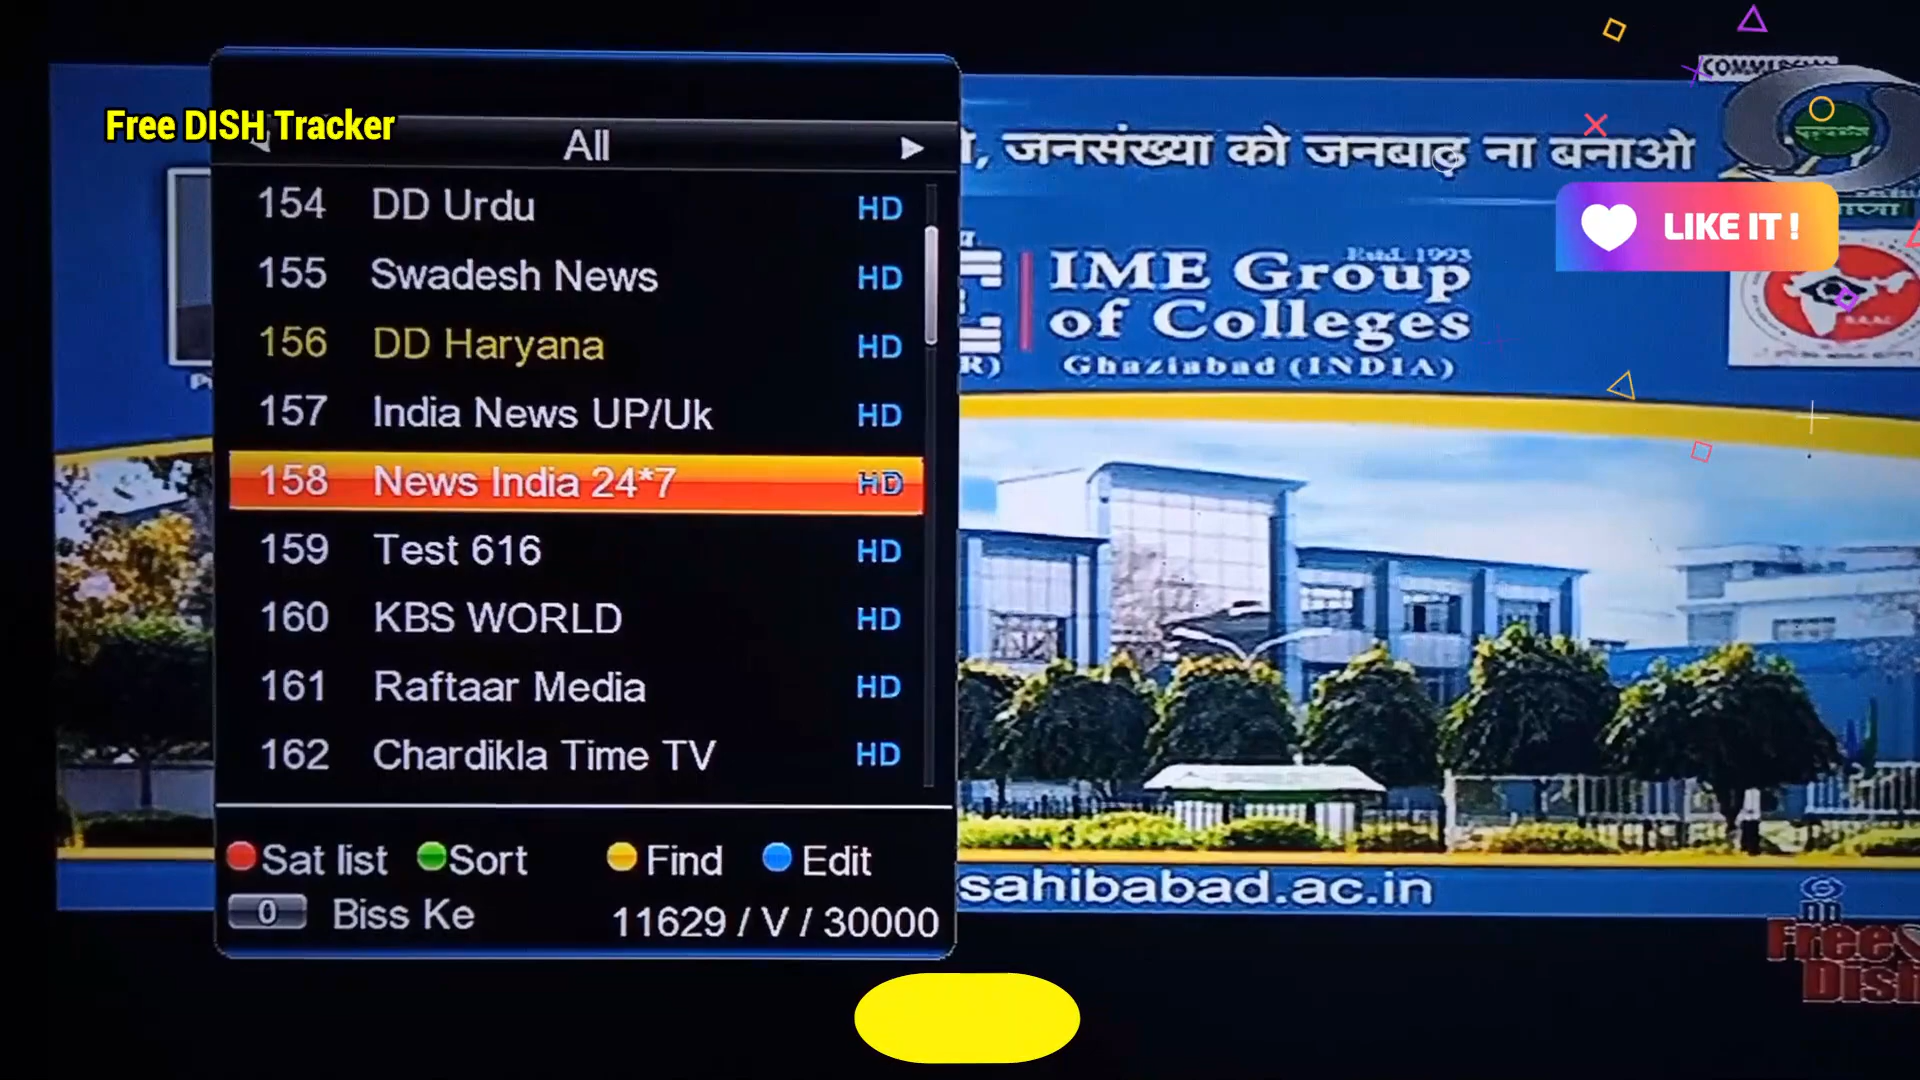 COMMERCIAL
Free DISH Tracker
All
जनसंख्या को जनबाढ़ ना बनाओ
154 DD Urdu HD
155 Swadesh News HD
156 DD Haryana HD
157 India News UP/Uk HD
158 News India 24*7 HD
159 Test 616 HD
160 KBS WORLD HD
161 Raftaar Media HD
162 Chardikla Time TV HD
LIKE IT !
Estd. 1993
IME Group
of Colleges
Ghaziabad (INDIA)
Sat list Sort Find Edit
0 Biss Ke 11629 / V / 30000
sahibabad.ac.in
DD
Free
Dish